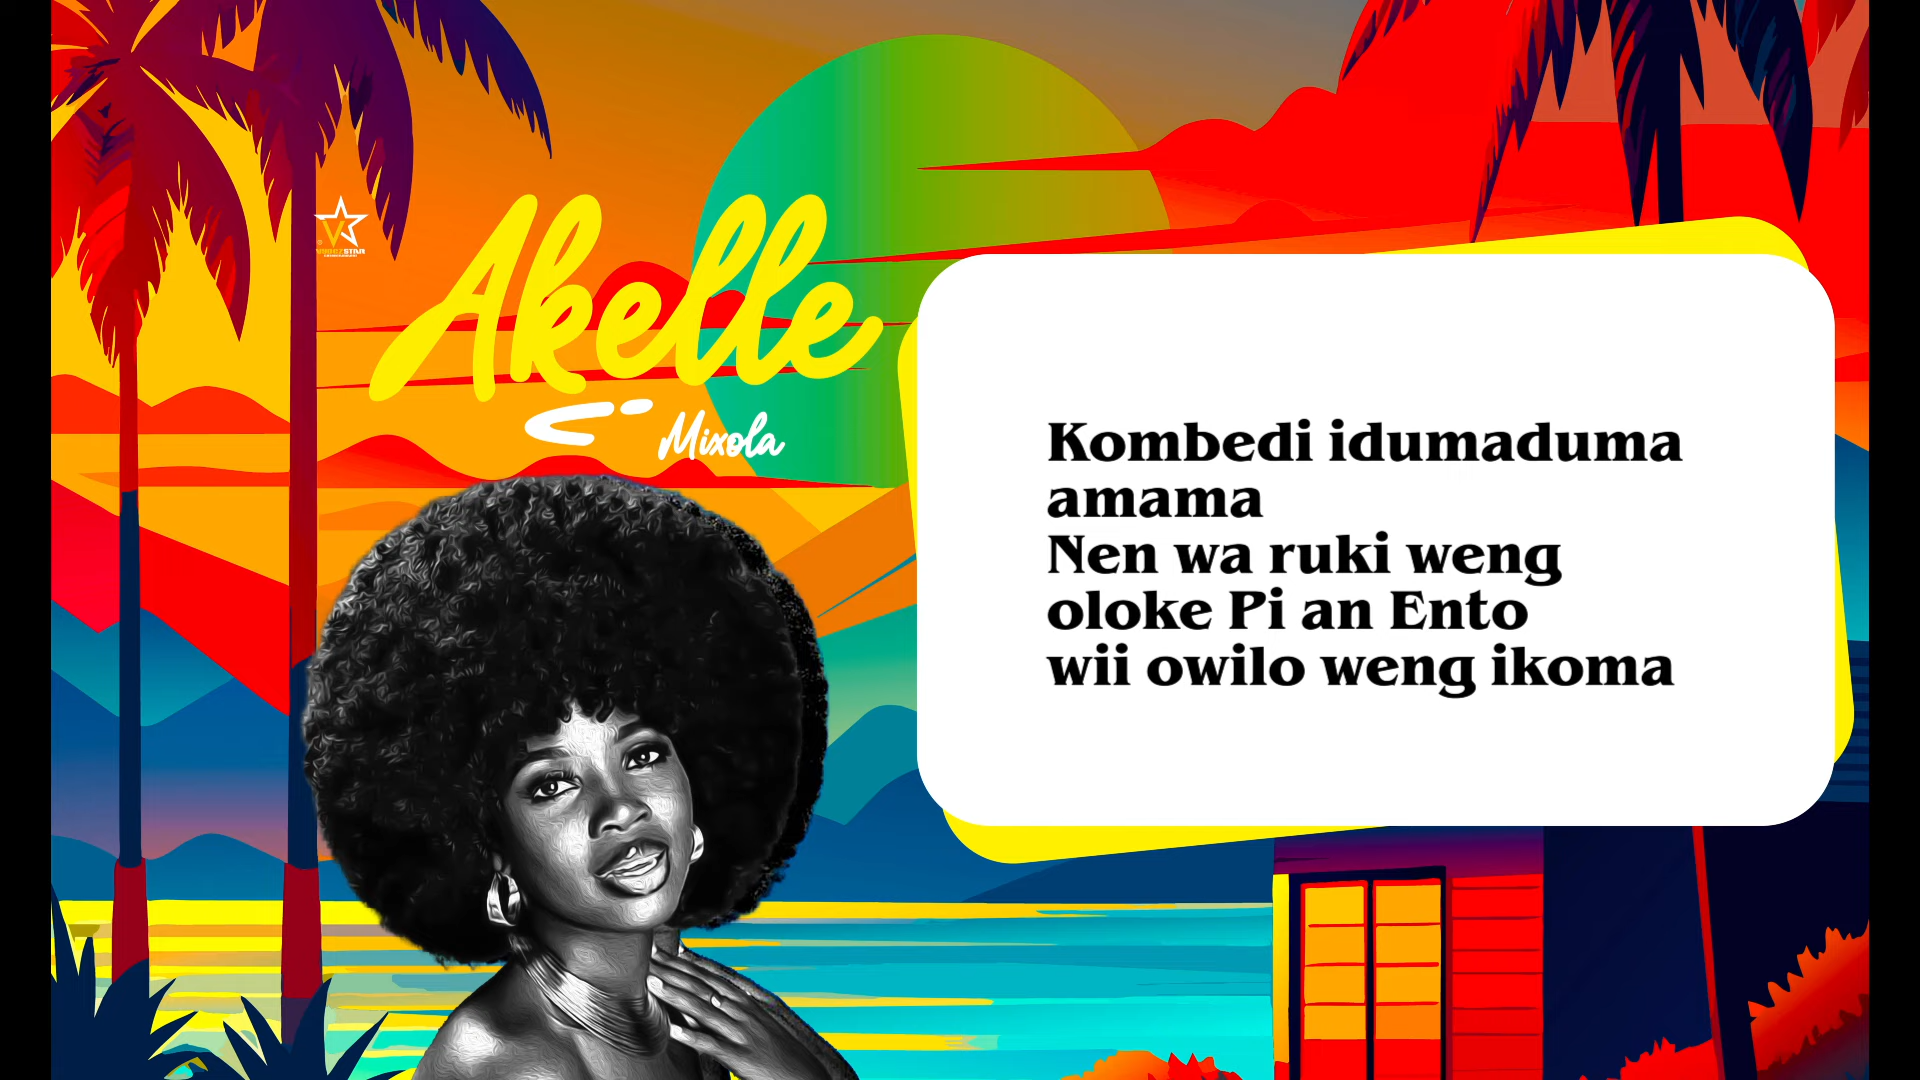 Akelle
Mixola
Kombedi idumaduma
amama
Nen wa ruki weng
oloke Pi an Ento
wii owilo weng ikoma